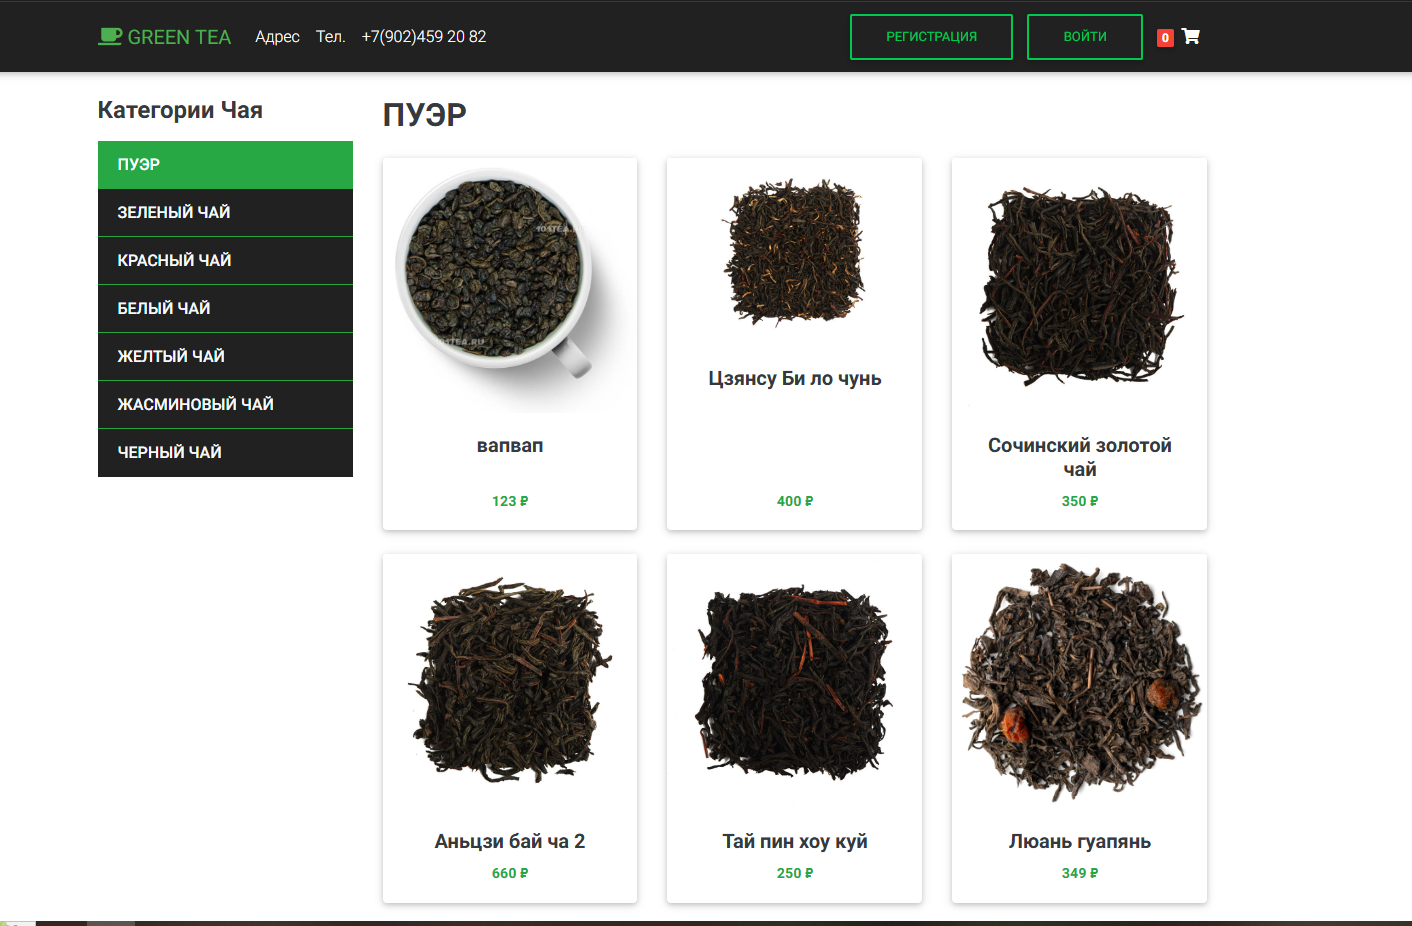 GREEN TEA Адрес Тел. +7(902)459 20 82 РЕГИСТРАЦИЯ ВОЙТИ 0
Категории Чая
ПУЭР
ЗЕЛЕНЫЙ ЧАЙ
КРАСНЫЙ ЧАЙ
БЕЛЫЙ ЧАЙ
ЖЕЛТЫЙ ЧАЙ
ЖАСМИНОВЫЙ ЧАЙ
ЧЕРНЫЙ ЧАЙ
ПУЭР
101TEA.RU
вапвап
123 ₽
Цзянсу Би ло чунь
400 ₽
Сочинский золотой
чай
350 ₽
Аньцзи бай ча 2
660 ₽
Тай пин хоу куй
250 ₽
Люань гуапянь
349 ₽